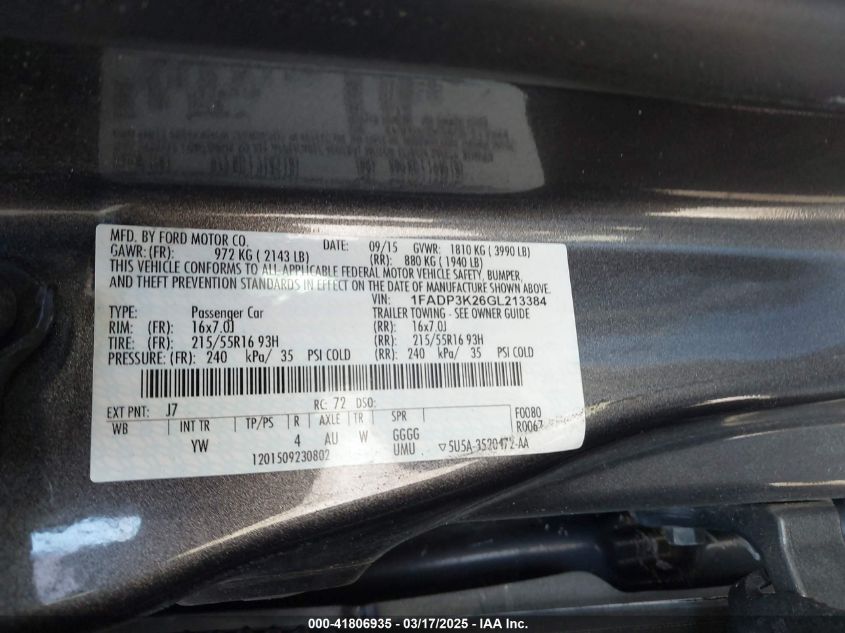 MFD. BY FORD MOTOR CO. DATE: 09/15 GVWR: 1810 KG ( 3990 LB)
GAWR: (FR): 972 KG ( 2143 LB) (RR): 880 KG ( 1940 LB)
THIS VEHICLE CONFORMS TO ALL APPLICABLE FEDERAL MOTOR VEHICLE SAFETY, BUMPER,
AND THEFT PREVENTION STANDARDS IN EFFECT ON THE DATE OF MANUFACTURE SHOWN ABOVE.
VIN: 1FADP3K26GL213384
TYPE: Passenger Car TRAILER TOWING - SEE OWNER GUIDE
RIM: (FR): 16x7.0J (RR): 16x7.0J
TIRE: (FR): 215/55R16 93H (RR): 215/55R16 93H
PRESSURE: (FR): 240 kPa/ 35 PSI COLD (RR): 240 kPa/ 35 PSI COLD
EXT PNT: J7 RC: 72 DSO: F0080
WB INT TR TP/PS R AXLE TR SPR R0067
YW 4 AU W GGGG
1201509230802 UMU ▽5U5A-3520472-AA
000-41806935 - 03/17/2025 - IAA Inc.